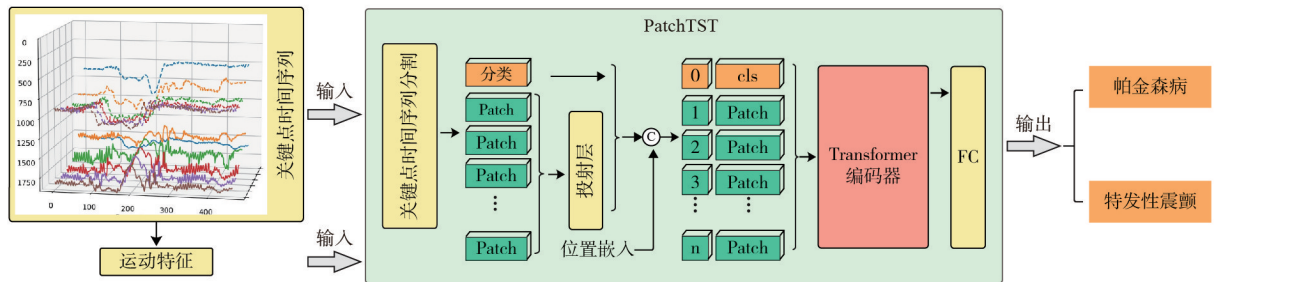 PatchTST
0
250
500
750
1000
1250
1500
1750
0
100
200
300
400
关键点时间序列
运动特征
输入
输入
关键点时间序列分割
分类
Patch
Patch
Patch
⋮
Patch
投射层
位置嵌入
C
0 cls
1 Patch
2 Patch
3 Patch
⋮ ⋮
n Patch
Transformer
编码器
FC
输出
帕金森病
特发性震颤